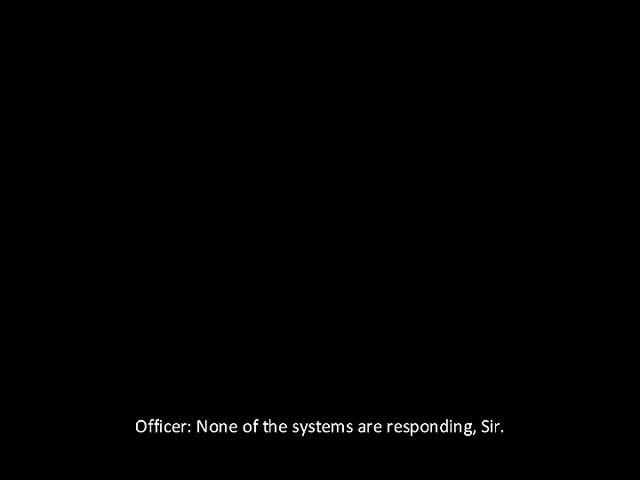 Officer: None of the systems are responding, Sir.